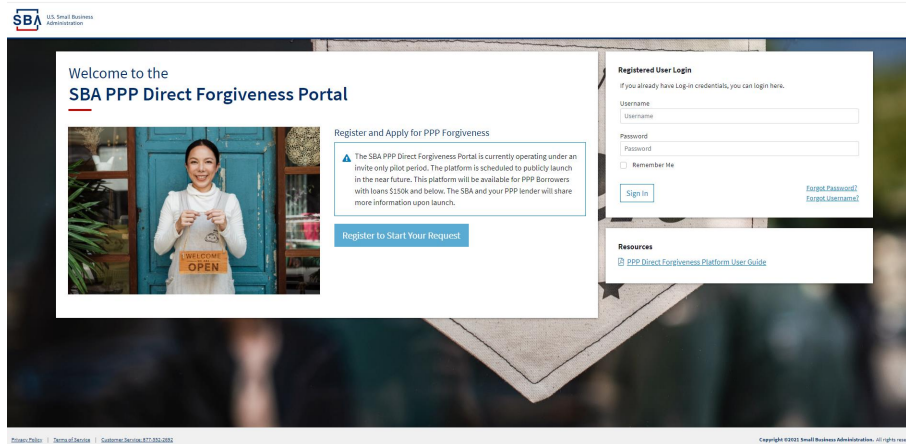 SBA
U.S. Small Business
Administration
Welcome to the
SBA PPP Direct Forgiveness Portal
WELCOME
OPEN
Register and Apply for PPP Forgiveness
The SBA PPP Direct Forgiveness Portal is currently operating under an
invite only pilot period. The platform is scheduled to publicly launch
in the near future. This platform will be available for PPP Borrowers
with loans $150k and below. The SBA and your PPP lender will share
more information upon launch.
Register to Start Your Request
Registered User Login
If you already have Log-in credentials, you can login here.
Username
Username
Password
Password
Remember Me
Sign In
Forgot Password?
Forgot Username?
Resources
PPP Direct Forgiveness Platform User Guide
Privacy Policy | Terms of Service | Customer Service: 877-552-2692
Copyright ©2021 Small Business Administration. All rights rese